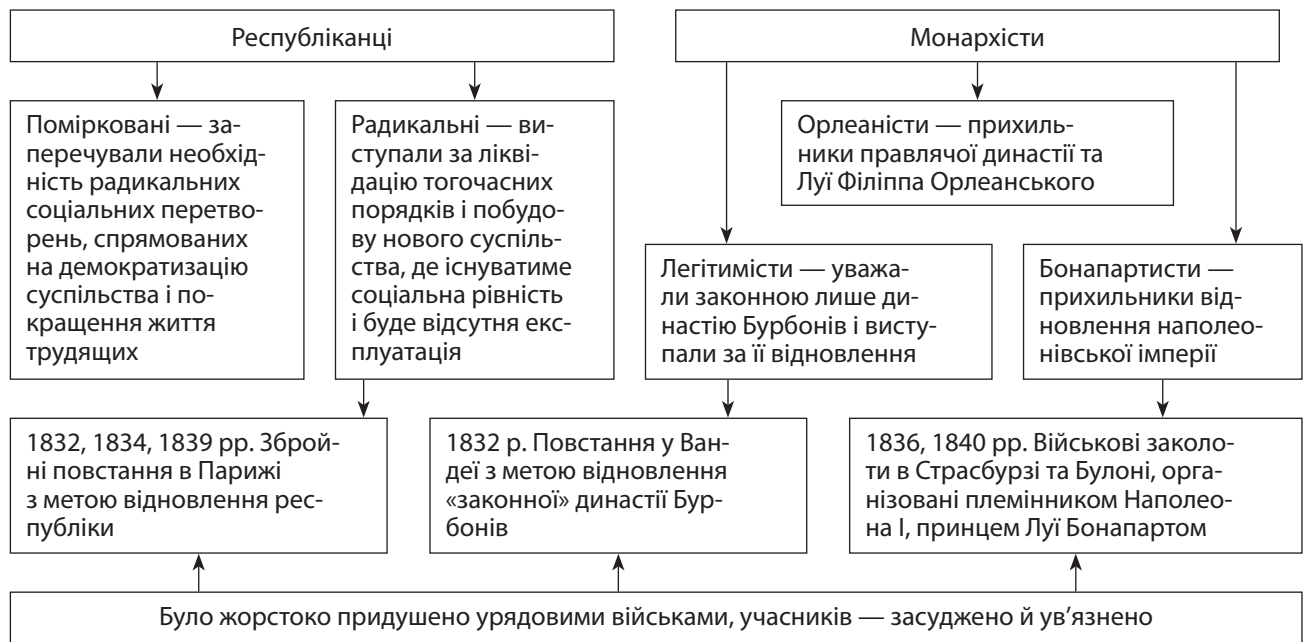 Республіканці
Монархісти
Помірковані — за-
перечували необхід-
ність радикальних
соціальних перетво-
рень, спрямованих
на демократизацію
суспільства і по-
кращення життя
трудящих
Радикальні — ви-
ступали за ліквi-
дацію тогочасних
порядків і побудо-
ву нового суспіль-
ства, де існуватиме
соціальна рівність
і буде відсутня екс-
плуатація
Орлеаністи — прихиль-
ники правлячої династії та
Луї Філіппа Орлеанського
Легітимісти — уважа-
ли законною лише ди-
настію Бурбонів і висту-
пали за її відновлення
Бонапартисти —
прихильники від-
новлення наполео-
нівської імперії
1832, 1834, 1839 рр. Зброй-
ні повстання в Парижі
з метою відновлення рес-
публіки
1832 р. Повстання у Ван-
деї з метою відновлення
«законної» династії Бур-
бонів
1836, 1840 рр. Військові заколо-
ти в Страсбурзі та Булоні, орга-
нізовані племінником Наполео-
на І, принцем Луї Бонапартом
Було жорстоко придушено урядовими військами, учасників — засуджено й ув’язнено